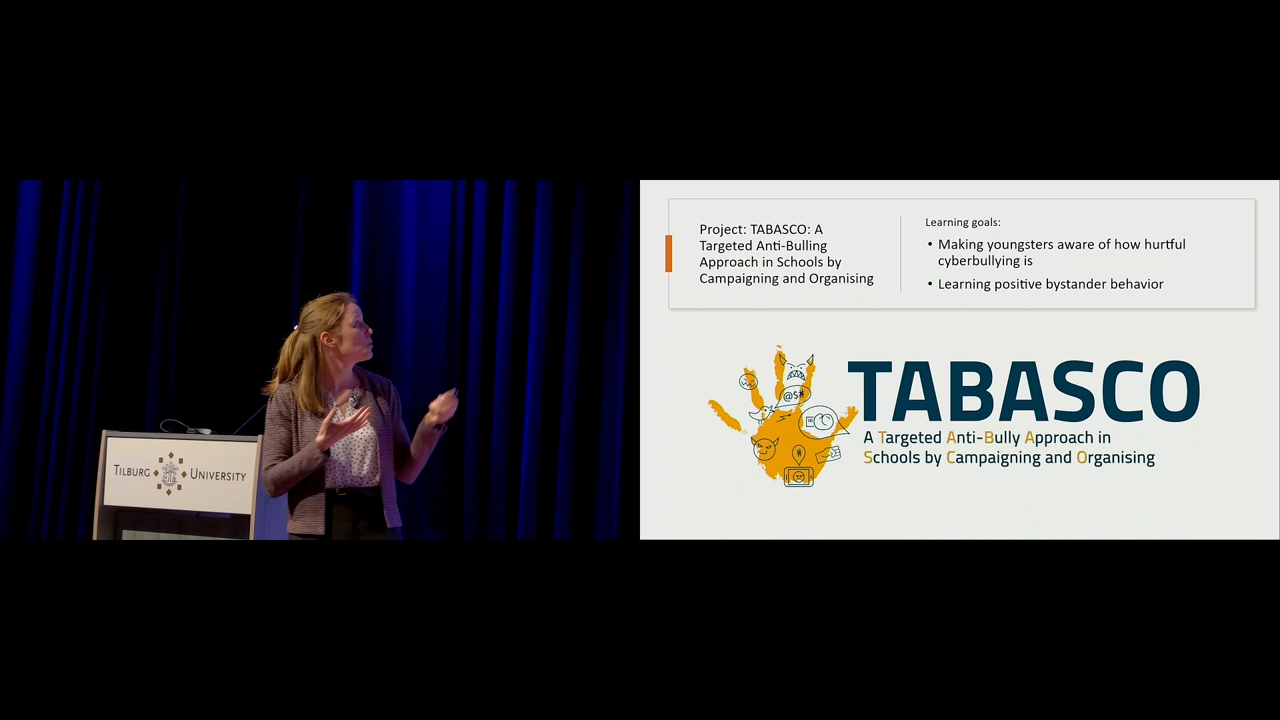 TILBURG UNIVERSITY
Project: TABASCO: A
Targeted Anti-Bulling
Approach in Schools by
Campaigning and Organising
Learning goals:
• Making youngsters aware of how hurtful
cyberbullying is
• Learning positive bystander behavior
@$#
#
TABASCO
A Targeted Anti-Bully Approach in
Schools by Campaigning and Organising